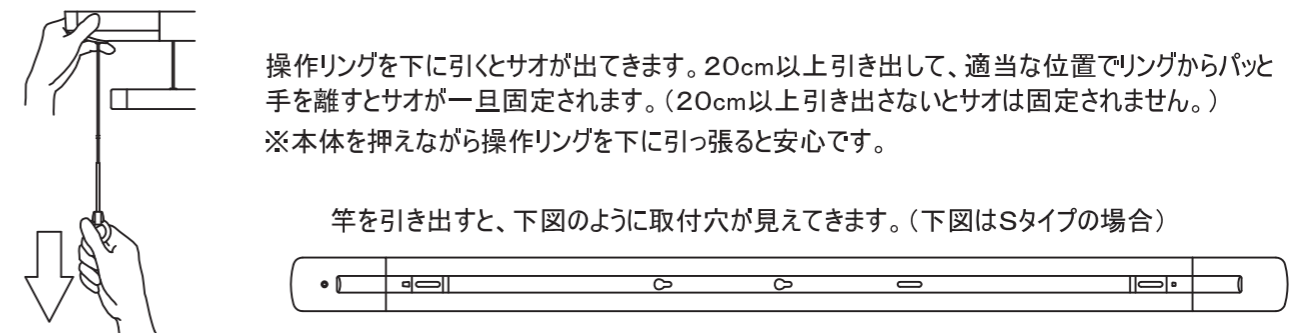 操作リングを下に引くとサオが出てきます。20cm以上引き出して、適当な位置でリングからパッと
手を離すとサオが一旦固定されます。(20cm以上引き出さないとサオは固定されません。)
※本体を押えながら操作リングを下に引っ張ると安心です。
竿を引き出すと、下図のように取付穴が見えてきます。(下図はSタイプの場合)